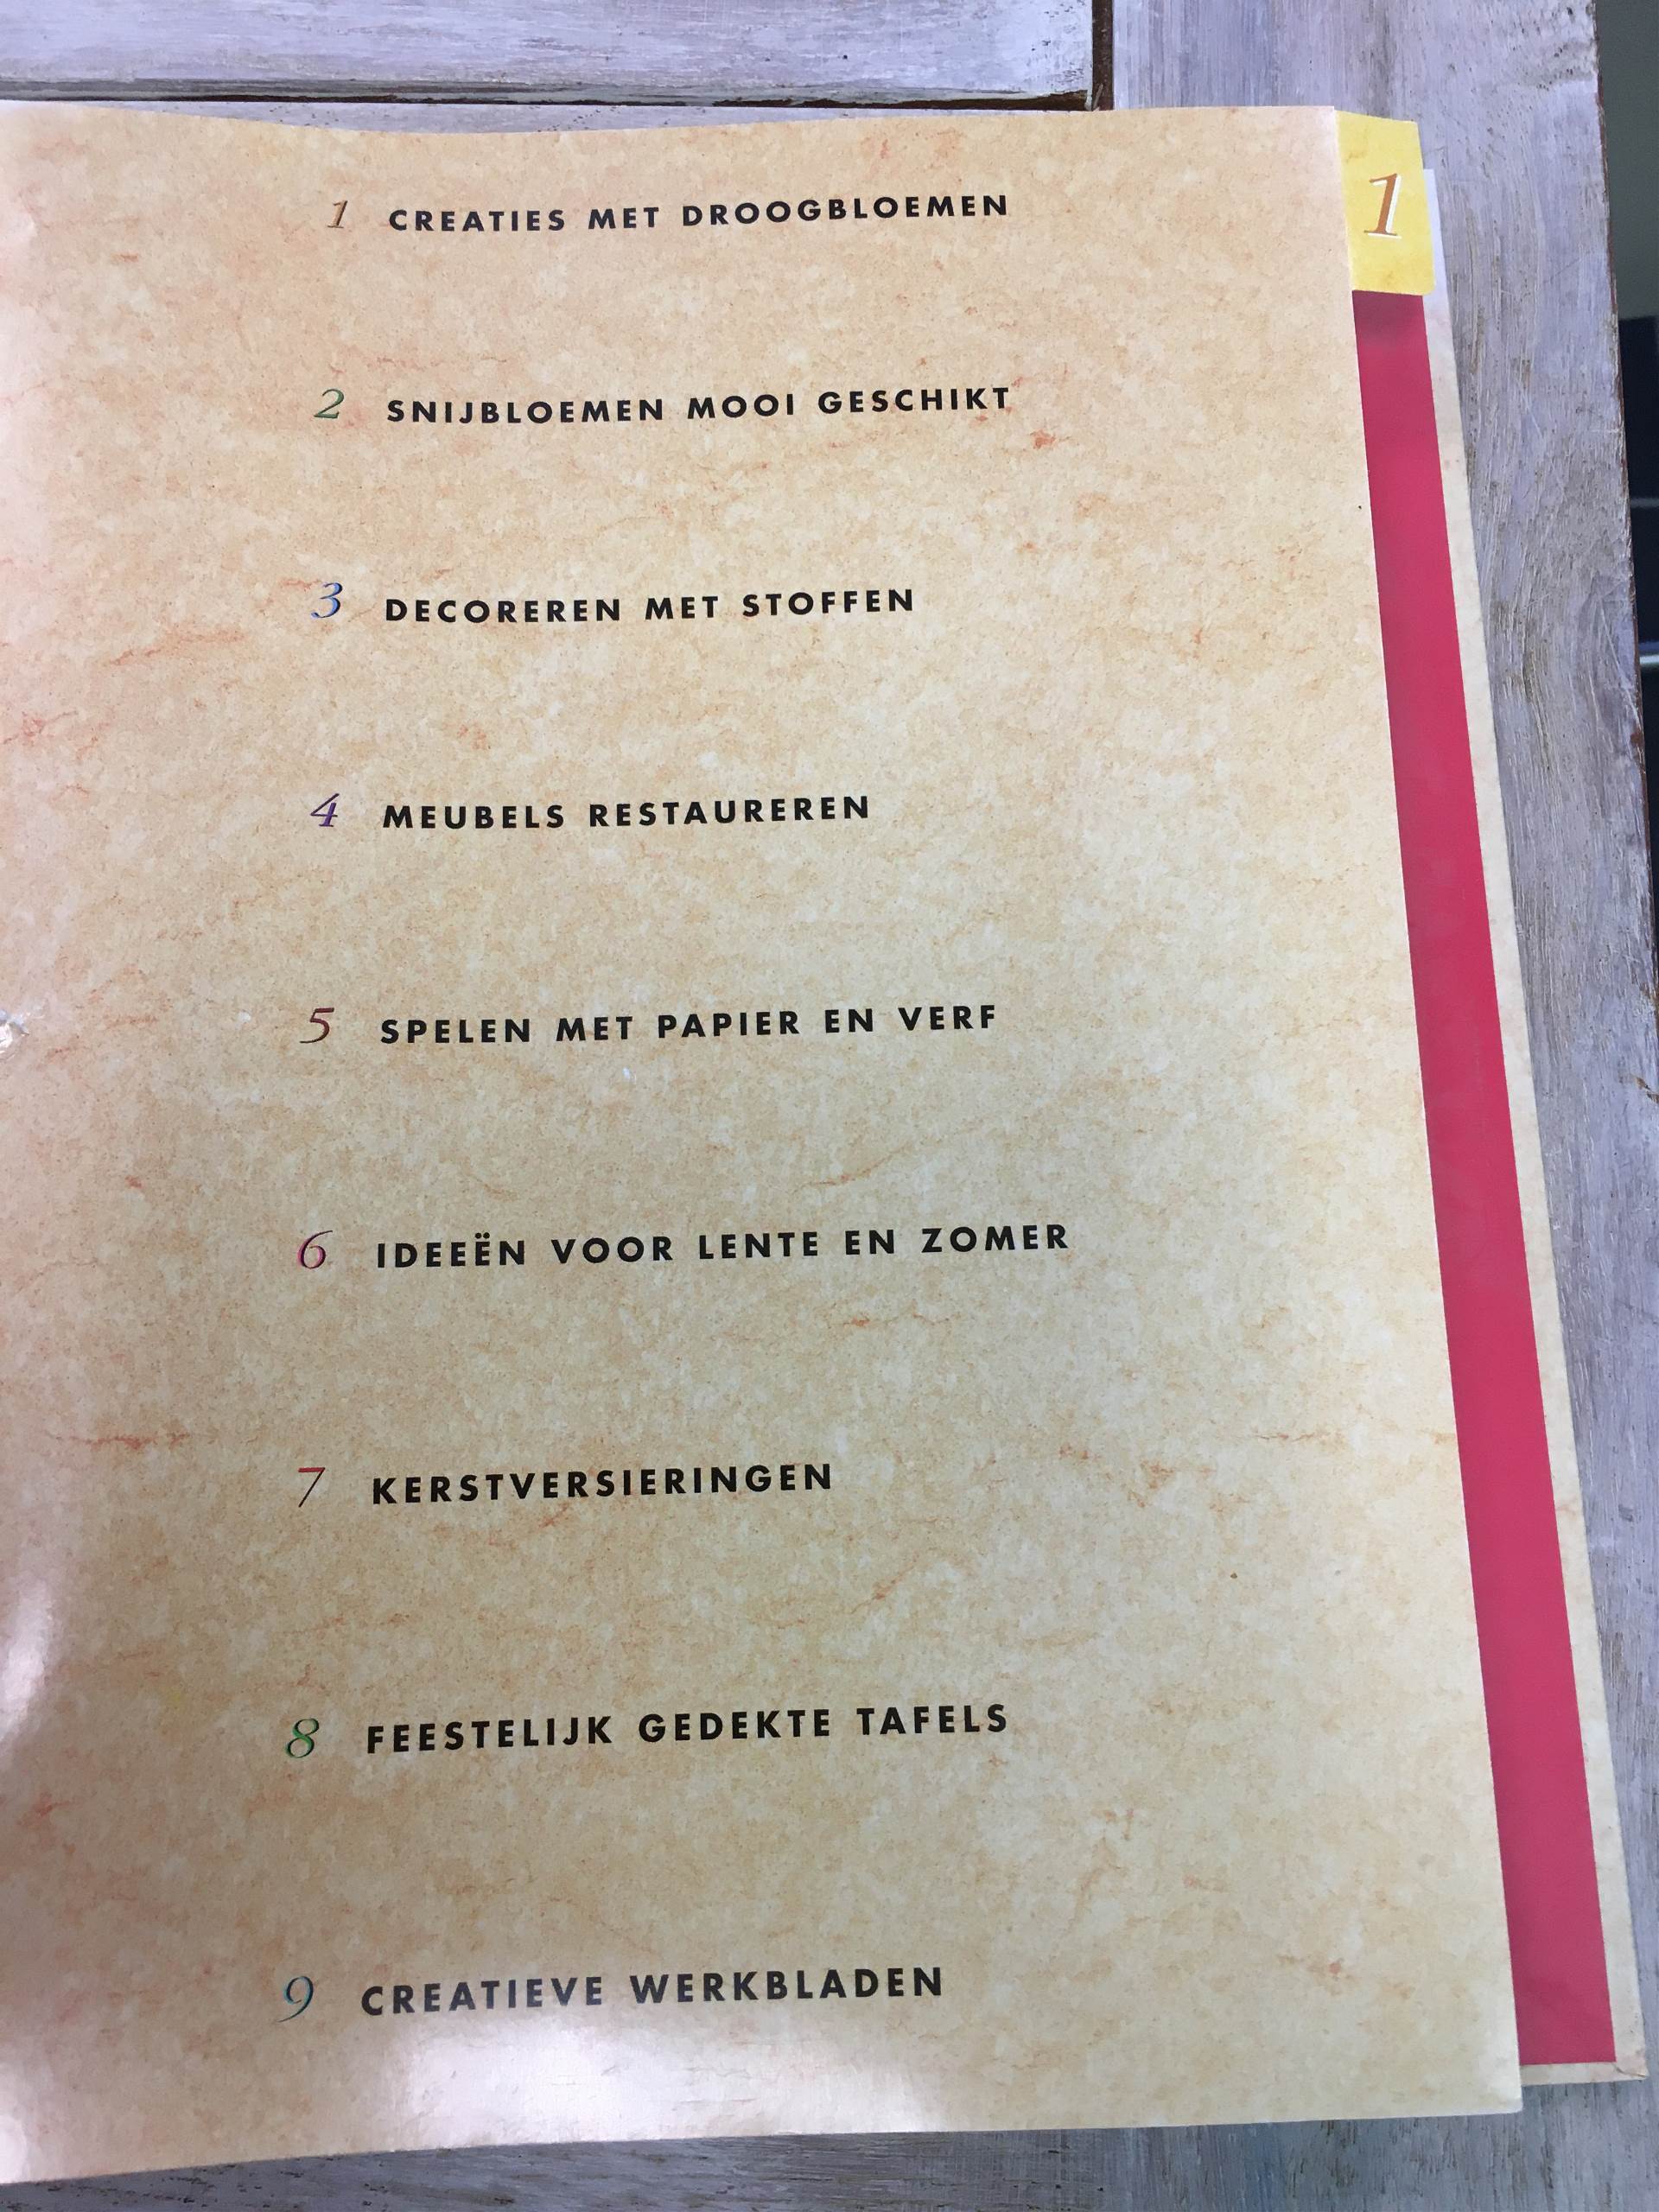 1 CREATIES MET DROOGBLOEMEN
1
2 SNIJBLOEMEN MOOI GESCHIKT
3 DECOREREN MET STOFFEN
4 MEUBELS RESTAUREREN
5 SPELEN MET PAPIER EN VERF
6 IDEEËN VOOR LENTE EN ZOMER
7 KERSTVERSIERINGEN
8 FEESTELIJK GEDEKTE TAFELS
9 CREATIEVE WERKBLADEN